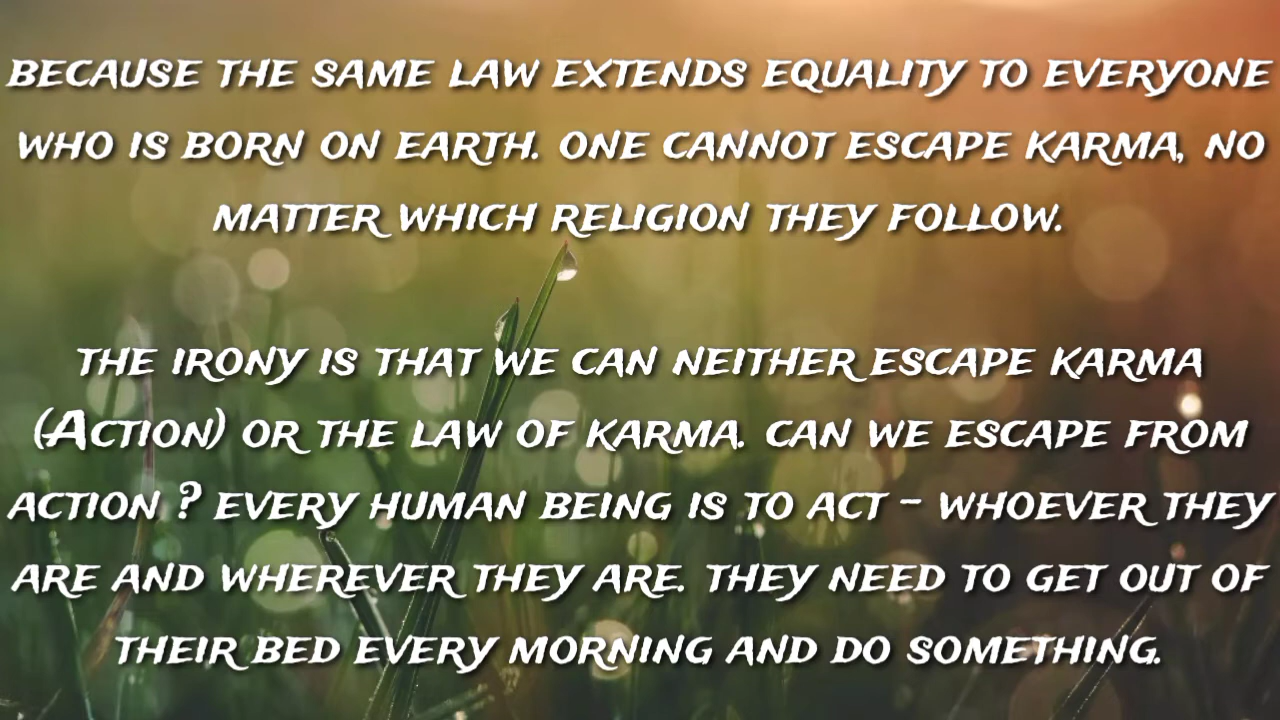 BECAUSE THE SAME LAW EXTENDS EQUALITY TO EVERYONE
WHO IS BORN ON EARTH. ONE CANNOT ESCAPE KARMA, NO
MATTER WHICH RELIGION THEY FOLLOW.
THE IRONY IS THAT WE CAN NEITHER ESCAPE KARMA
(ACTION) OR THE LAW OF KARMA. CAN WE ESCAPE FROM
ACTION ? EVERY HUMAN BEING IS TO ACT - WHOEVER THEY
ARE AND WHEREVER THEY ARE. THEY NEED TO GET OUT OF
THEIR BED EVERY MORNING AND DO SOMETHING.